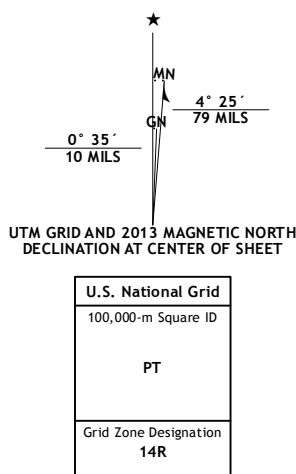 ★
MN
GN
4° 25´
79 MILS
0° 35´
10 MILS
UTM GRID AND 2013 MAGNETIC NORTH
DECLINATION AT CENTER OF SHEET
U.S. National Grid
100,000-m Square ID
PT
Grid Zone Designation
14R